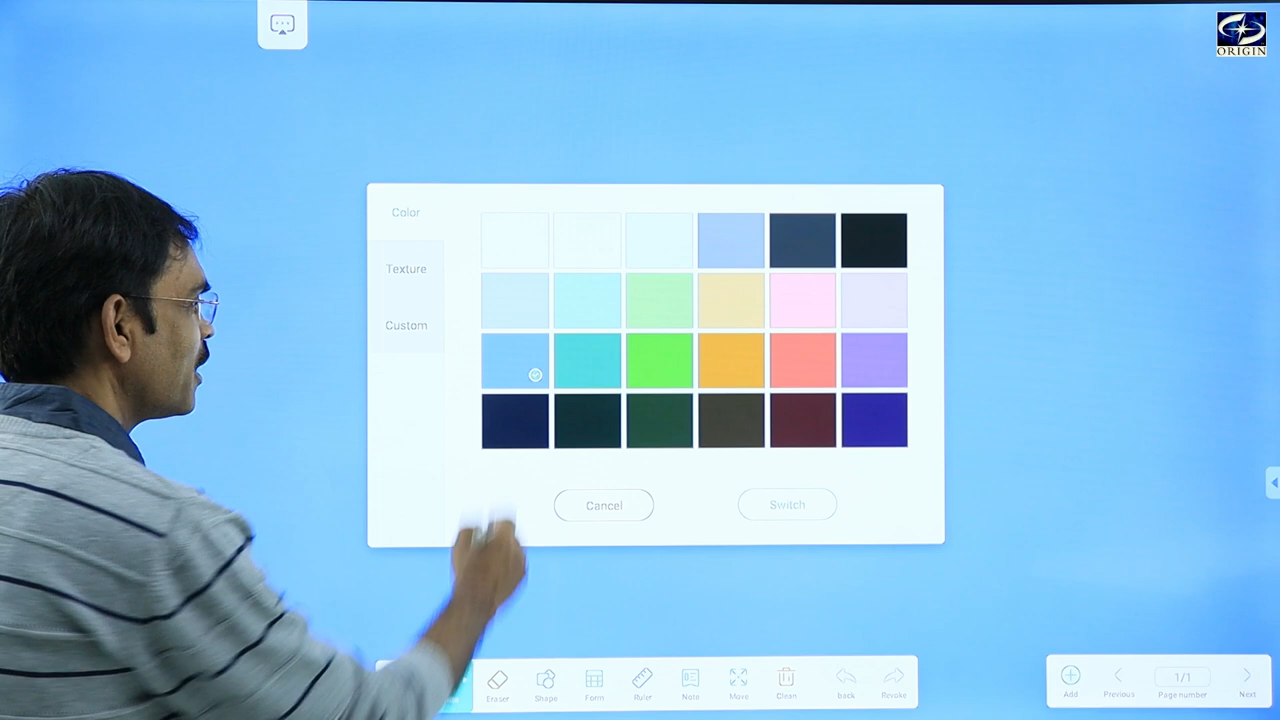 ORIGIN
Color
Texture
Custom
Cancel
Switch
Eraser
Shape
Form
Ruler
Note
Move
Clean
back
Revoke
Add
Previous
1/1
Page number
Next